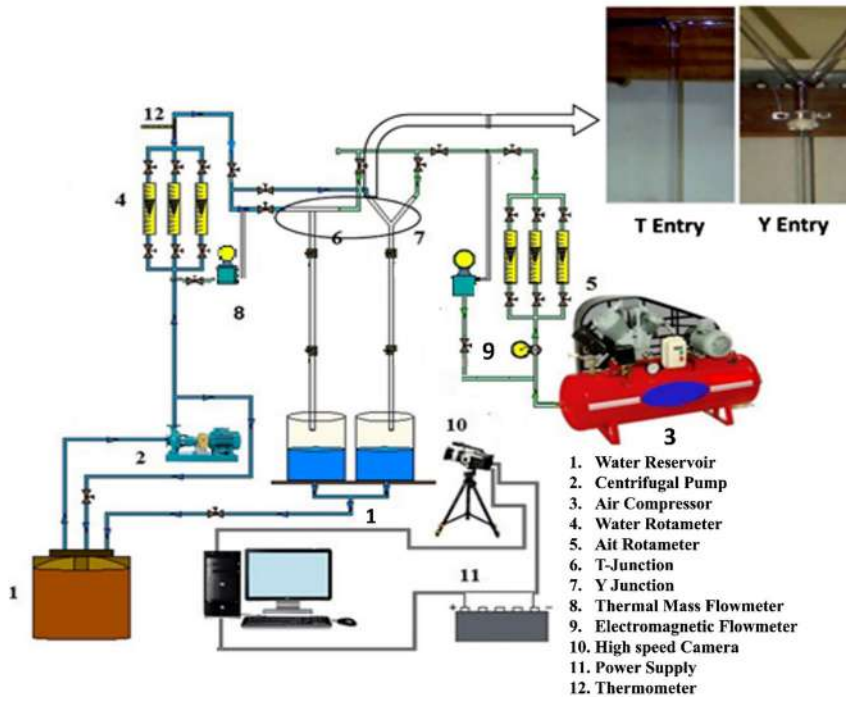 12
4
T Entry Y Entry
6
7
5
8
9
10
3
2
1
11
+ -
1
1. Water Reservoir
2. Centrifugal Pump
3. Air Compressor
4. Water Rotameter
5. Ait Rotameter
6. T-Junction
7. Y Junction
8. Thermal Mass Flowmeter
9. Electromagnetic Flowmeter
10. High speed Camera
11. Power Supply
12. Thermometer